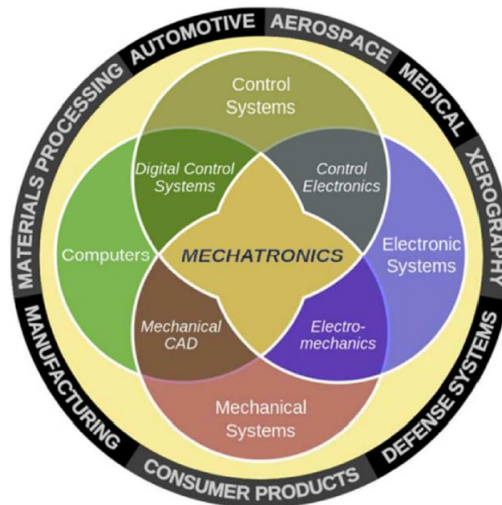 AUTOMOTIVE
AEROSPACE
MEDICAL
XEROGRAPHY
DEFENSE SYSTEMS
CONSUMER PRODUCTS
MANUFACTURING
MATERIALS PROCESSING
Control
Systems
Digital Control
Systems
Control
Electronics
Computers
MECHATRONICS
Electronic
Systems
Mechanical
CAD
Electro-
mechanics
Mechanical
Systems